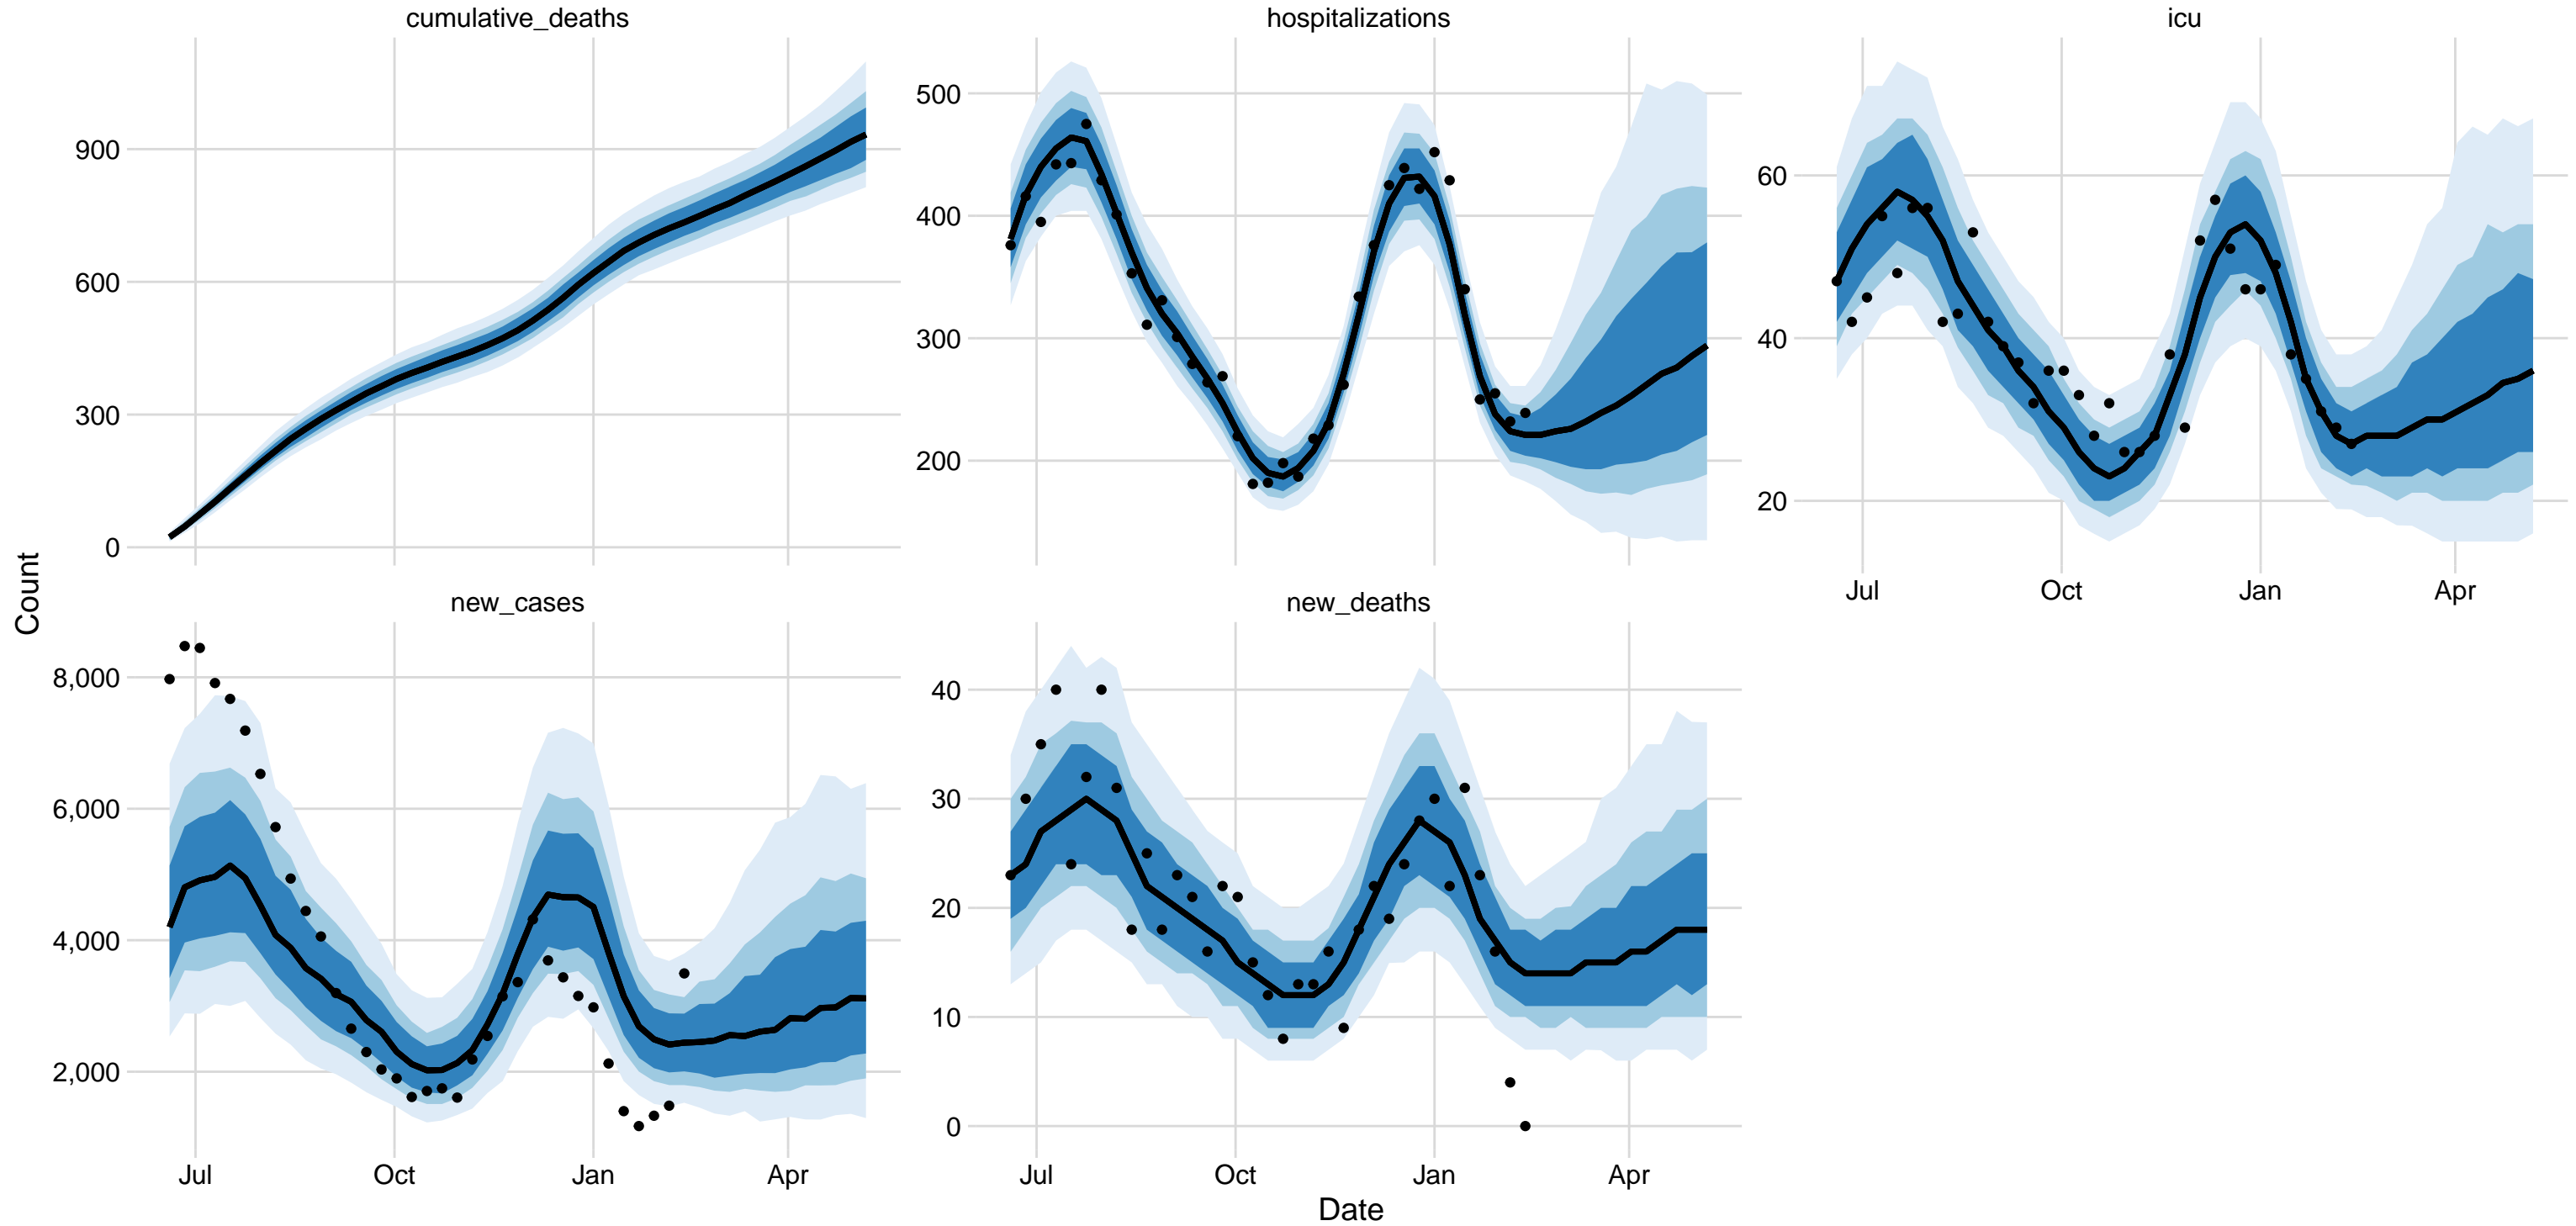 cumulative_deaths
900
600
300
0
hospitalizations
500
400
300
200
icu
60
40
20
Jul Oct Jan Apr
Count
new_cases
8,000
6,000
4,000
2,000
Jul Oct Jan Apr
new_deaths
40
30
20
10
0
Jul Oct Jan Apr
Date